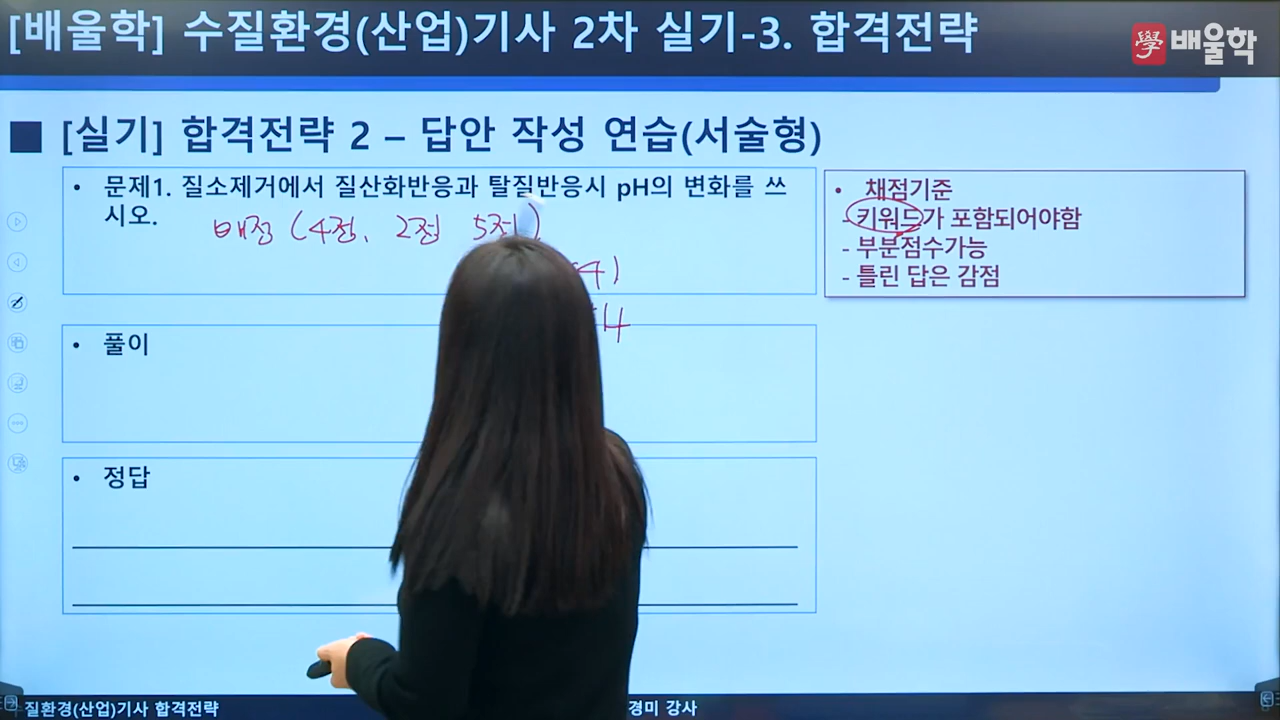 [배울학] 수질환경(산업)기사 2차 실기-3. 합격전략
學 배울학
■ [실기] 합격전략 2 – 답안 작성 연습(서술형)
• 문제1. 질소제거에서 질산화반응과 탈질반응시 pH의 변화를 쓰
시오.
배점 (4점, 2점 5점)
4)
4
• 채점기준
- 키워드가 포함되어야함
- 부분점수가능
- 틀린 답은 감점
• 풀이
• 정답
질환경(산업)기사 합격전략
경미 강사